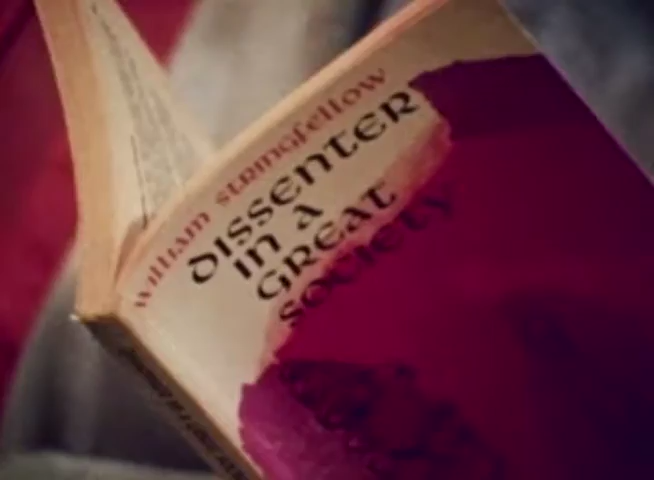 william stringfellow
DISSENTER
IN A
GREAT
SOCIETY